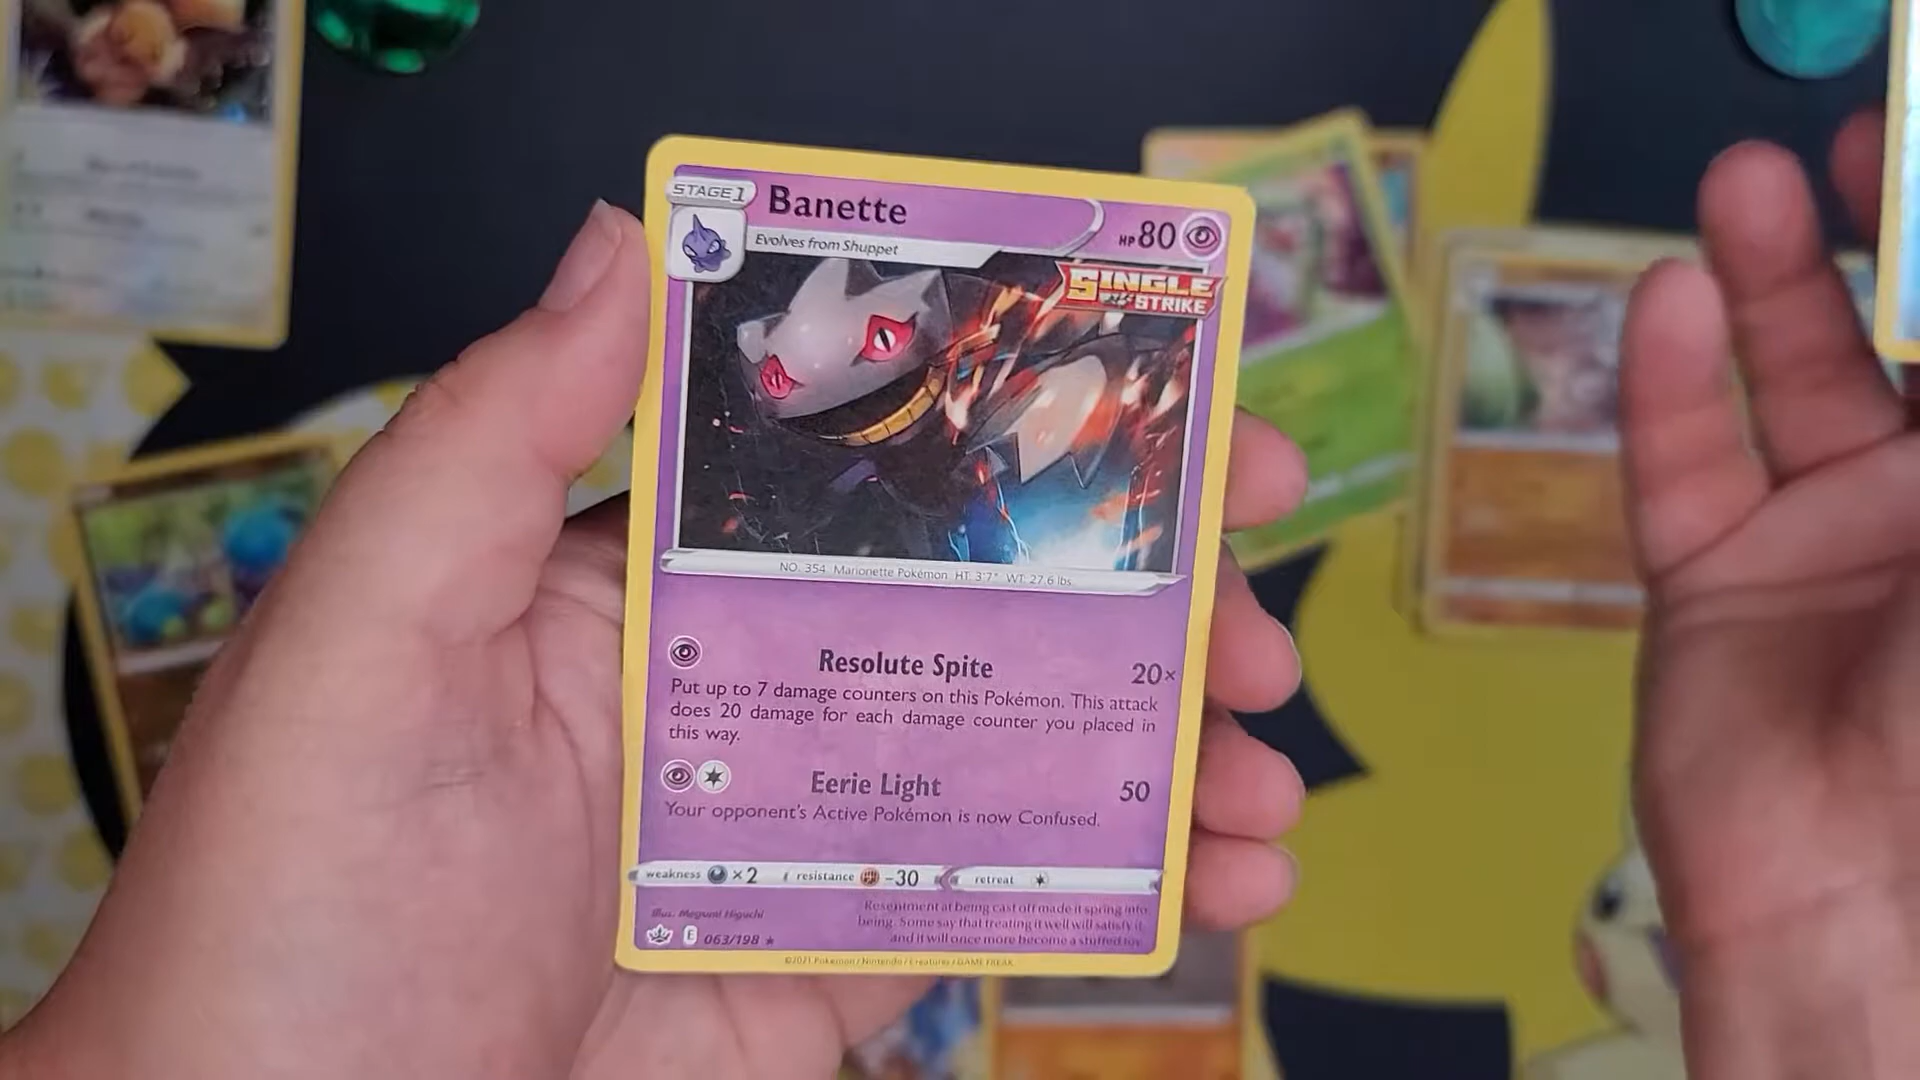 STAGE 1
Banette
HP 80
Evolves from Shuppet
SINGLE
STRIKE
NO. 354 Marionette Pokémon HT: 3'7" WT: 27.6 lbs.
Resolute Spite 20×
Put up to 7 damage counters on this Pokémon. This attack
does 20 damage for each damage counter you placed in
this way.
Eerie Light 50
Your opponent's Active Pokémon is now Confused.
weakness ×2 resistance -30 retreat
Illus. Megumi Higuchi
Resentment at being cast off made it spring into
being. Some say that treating it well will satisfy it,
and it will once more become a stuffed toy.
E 063/198 ★
©2021 Pokémon / Nintendo / Creatures / GAME FREAK